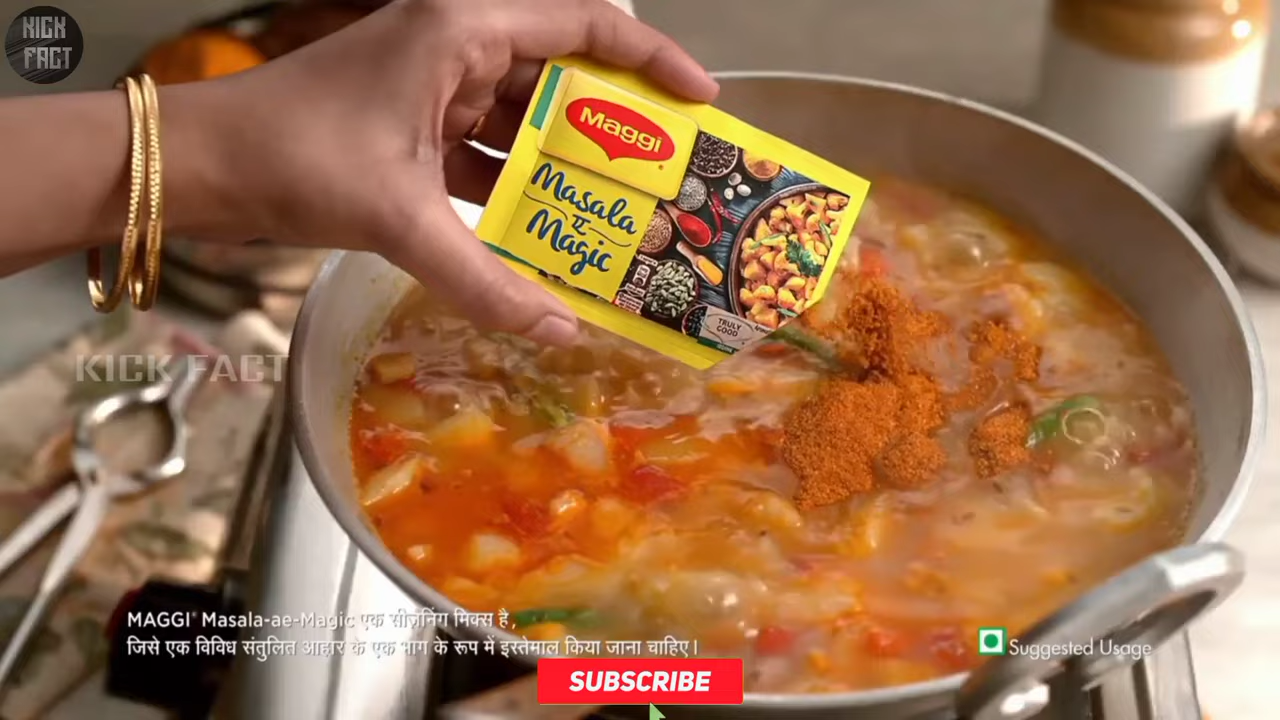 KICK
FACT
Maggi
Masala
ए
Magic
TRULY
GOOD
KICK FACT
MAGGI® Masala-ae-Magic एक सीज़निंग मिक्स है,
जिसे एक विविध संतुलित आहार के एक भाग के रूप में इस्तेमाल किया जाना चाहिए।
Suggested Usage
SUBSCRIBE